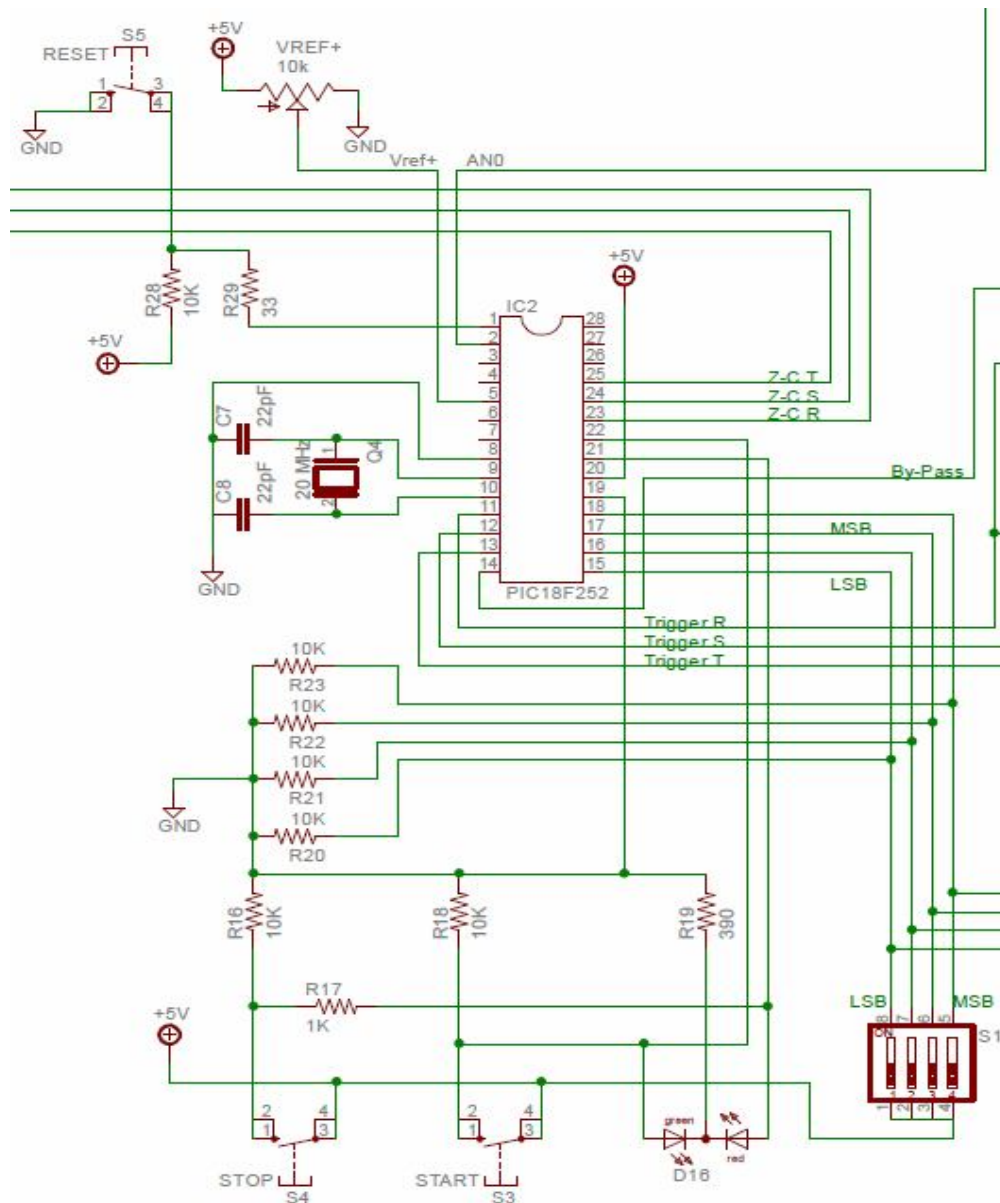 S5
RESET
1
2
3
4
GND
+5V
VREF+
10k
GND
Vref+
AN0
R28
10K
R29
33
+5V
+5V
IC2
1
2
3
4
5
6
7
8
9
10
11
12
13
14
28
27
26
25
24
23
22
21
20
19
18
17
16
15
PIC18F252
Z-C T
Z-C S
Z-C R
By-Pass
MSB
LSB
C7
22pF
C8
22pF
20 MHz
1
2
Q4
GND
Trigger R
Trigger S
Trigger T
10K
R23
10K
R22
10K
R21
10K
R20
GND
R16
10K
R18
10K
R19
390
R17
1K
+5V
LSB
MSB
8
7
6
5
ON
1
2
3
4
S1
1
2
3
4
2
1
4
3
STOP
S4
2
1
4
3
START
S3
green
red
D16